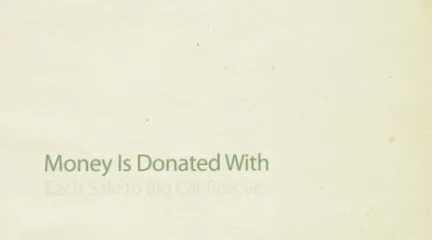 Money Is Donated With
Each Sale to Big Cat Rescue